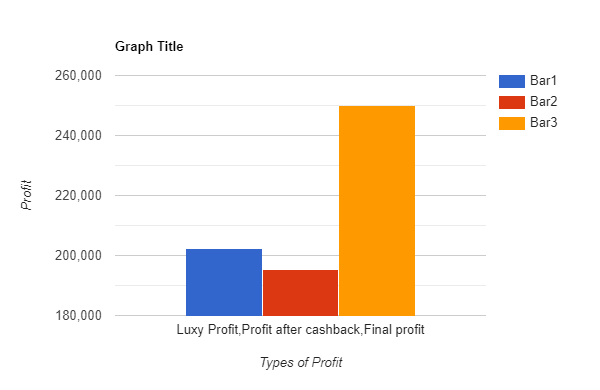 Graph Title
260,000
240,000
220,000
200,000
180,000
Profit
Luxy Profit,Profit after cashback,Final profit
Types of Profit
Bar1
Bar2
Bar3